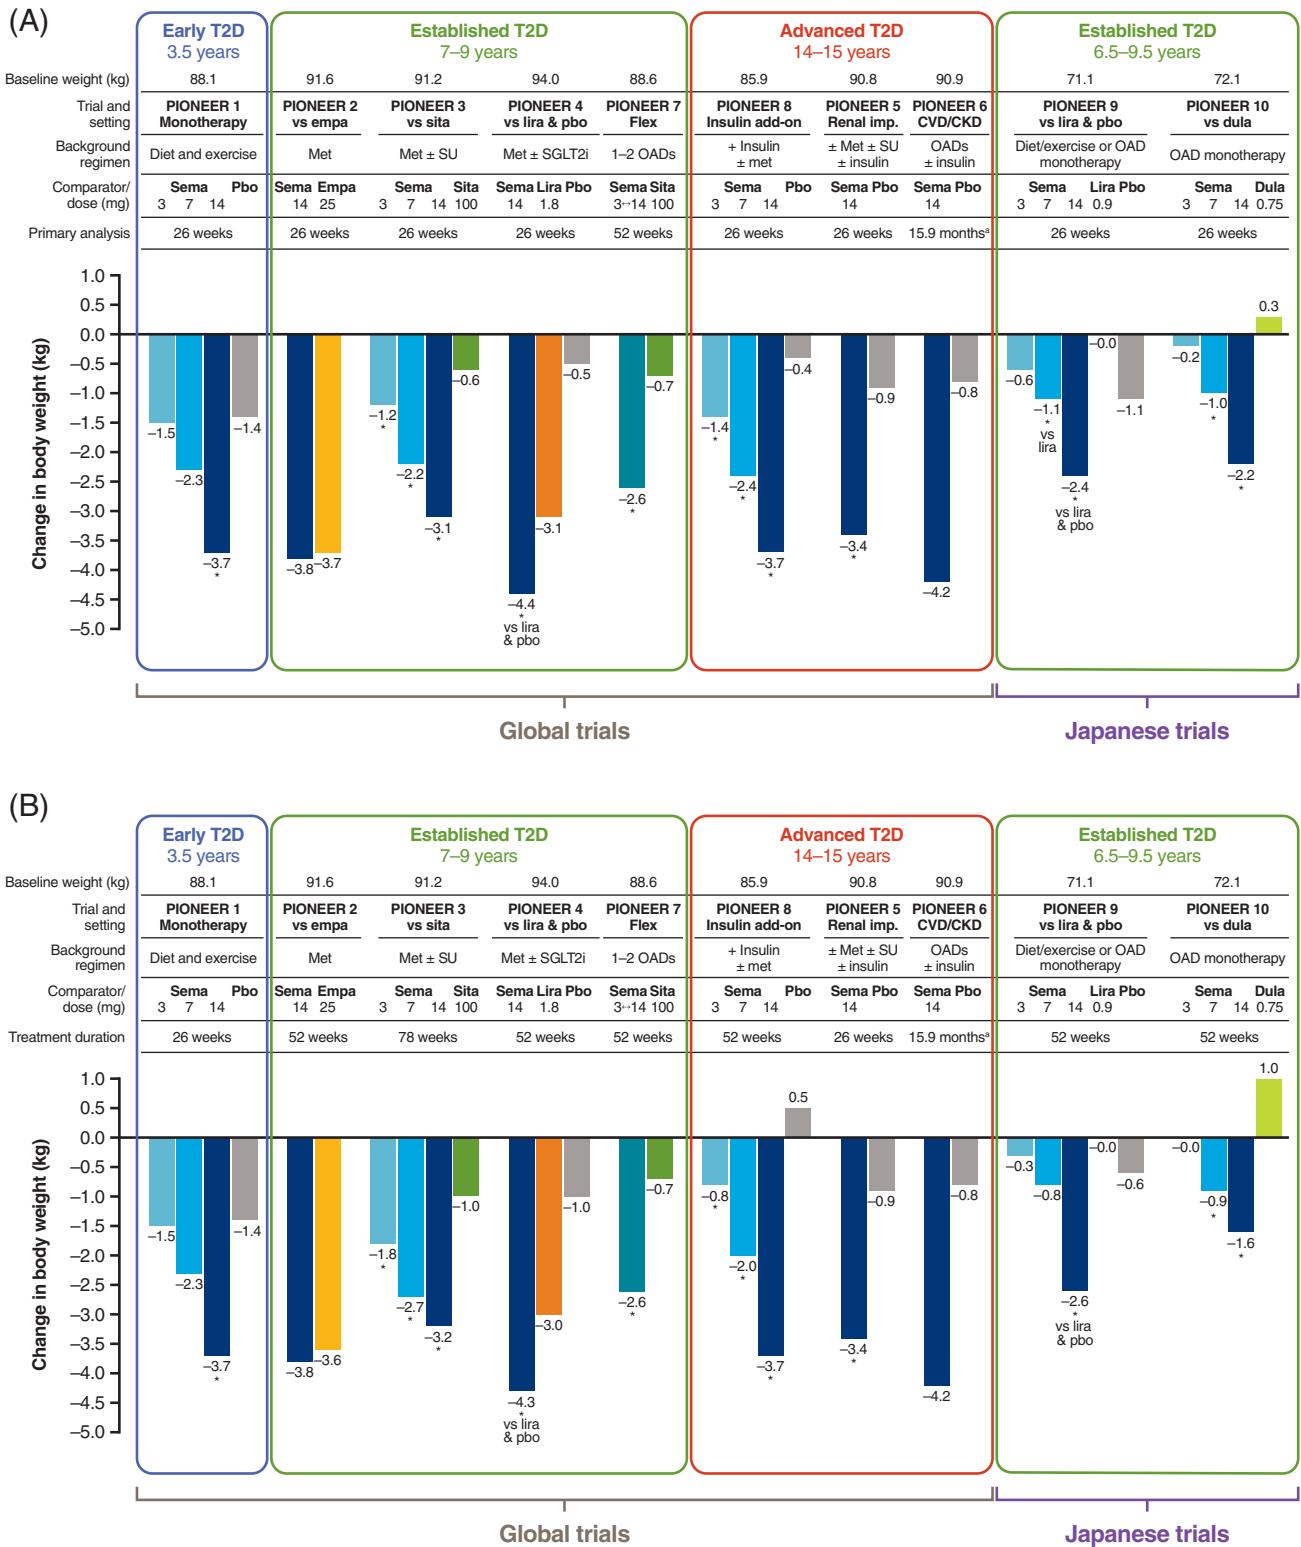 (A)
Early T2D
3.5 years
Established T2D
7–9 years
Advanced T2D
14–15 years
Established T2D
6.5–9.5 years
Baseline weight (kg) 88.1 91.6 91.2 94.0 88.6 85.9 90.8 90.9 71.1 72.1
Trial and PIONEER 1 PIONEER 2 PIONEER 3 PIONEER 4 PIONEER 7 PIONEER 8 PIONEER 5 PIONEER 6 PIONEER 9 PIONEER 10
setting Monotherapy vs empa vs sita vs lira & pbo Flex Insulin add-on Renal imp. CVD/CKD vs lira & pbo vs dula
Background + Insulin ± Met ± SU OADs Diet/exercise or OAD
regimen Diet and exercise Met Met ± SU Met ± SGLT2i 1–2 OADs ± met ± insulin ± insulin monotherapy OAD monotherapy
Comparator/ Sema Pbo Sema Empa Sema Sita Sema Lira Pbo Sema Sita Sema Pbo Sema Pbo Sema Pbo Sema Lira Pbo Sema Dula
dose (mg) 3 7 14 14 25 3 7 14 100 14 1.8 3↔14 100 3 7 14 14 14 3 7 14 0.9 3 7 14 0.75
Primary analysis 26 weeks 26 weeks 26 weeks 26 weeks 52 weeks 26 weeks 26 weeks 15.9 monthsᵃ 26 weeks 26 weeks
Change in body weight (kg)
1.0
0.5
0.0
–0.5
–1.0
–1.5
–2.0
–2.5
–3.0
–3.5
–4.0
–4.5
–5.0
–1.5
–2.3
–3.7
*
–1.4
–3.8
–3.7
–1.2
*
–2.2
*
–3.1
*
–0.6
–4.4
*
vs lira
& pbo
–3.1
–0.5
–2.6
*
–0.7
–1.4
*
–2.4
*
–3.7
*
–0.4
–3.4
*
–0.9
–4.2
–0.8
–0.6
–1.1
*
vs
lira
–2.4
*
vs lira
& pbo
–0.0
–1.1
–0.2
–1.0
*
–2.2
*
0.3
Global trials
Japanese trials
(B)
Early T2D
3.5 years
Established T2D
7–9 years
Advanced T2D
14–15 years
Established T2D
6.5–9.5 years
Baseline weight (kg) 88.1 91.6 91.2 94.0 88.6 85.9 90.8 90.9 71.1 72.1
Trial and PIONEER 1 PIONEER 2 PIONEER 3 PIONEER 4 PIONEER 7 PIONEER 8 PIONEER 5 PIONEER 6 PIONEER 9 PIONEER 10
setting Monotherapy vs empa vs sita vs lira & pbo Flex Insulin add-on Renal imp. CVD/CKD vs lira & pbo vs dula
Background + Insulin ± Met ± SU OADs Diet/exercise or OAD
regimen Diet and exercise Met Met ± SU Met ± SGLT2i 1–2 OADs ± met ± insulin ± insulin monotherapy OAD monotherapy
Comparator/ Sema Pbo Sema Empa Sema Sita Sema Lira Pbo Sema Sita Sema Pbo Sema Pbo Sema Pbo Sema Lira Pbo Sema Dula
dose (mg) 3 7 14 14 25 3 7 14 100 14 1.8 3↔14 100 3 7 14 14 14 3 7 14 0.9 3 7 14 0.75
Treatment duration 26 weeks 52 weeks 78 weeks 52 weeks 52 weeks 52 weeks 26 weeks 15.9 monthsᵃ 52 weeks 52 weeks
Change in body weight (kg)
1.0
0.5
0.0
–0.5
–1.0
–1.5
–2.0
–2.5
–3.0
–3.5
–4.0
–4.5
–5.0
–1.5
–2.3
–3.7
*
–1.4
–3.8
–3.6
–1.8
*
–2.7
*
–3.2
*
–1.0
–4.3
*
vs lira
& pbo
–3.0
–1.0
–2.6
*
–0.7
–0.8
*
–2.0
*
–3.7
*
0.5
–3.4
*
–0.9
–4.2
–0.8
–0.3
–0.8
–2.6
*
vs lira
& pbo
–0.0
–0.6
–0.0
–0.9
*
–1.6
*
1.0
Global trials
Japanese trials